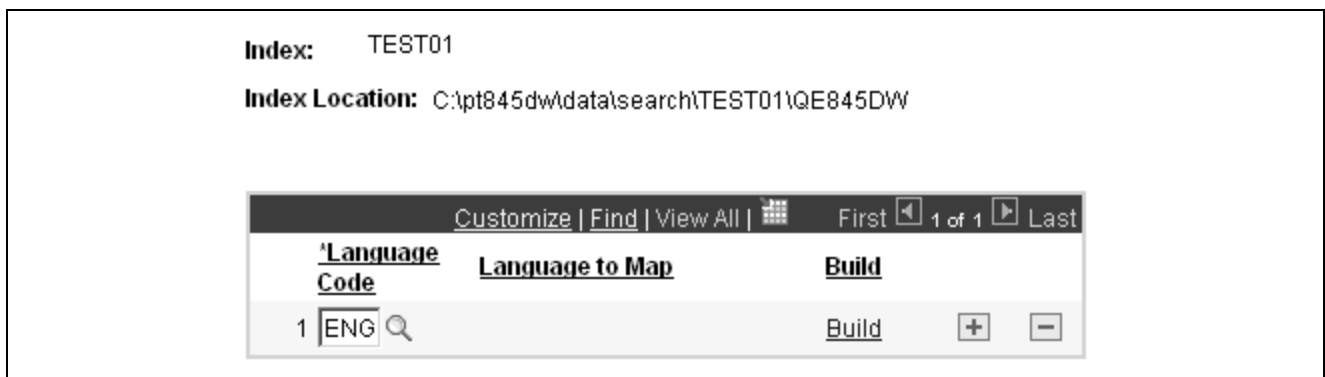 Index: TEST01
Index Location: C:\pt845dw\data\search\TEST01\QE845DW
Customize | Find | View All | First 1 of 1 Last
*Language Code Language to Map Build
1 ENG Build + -